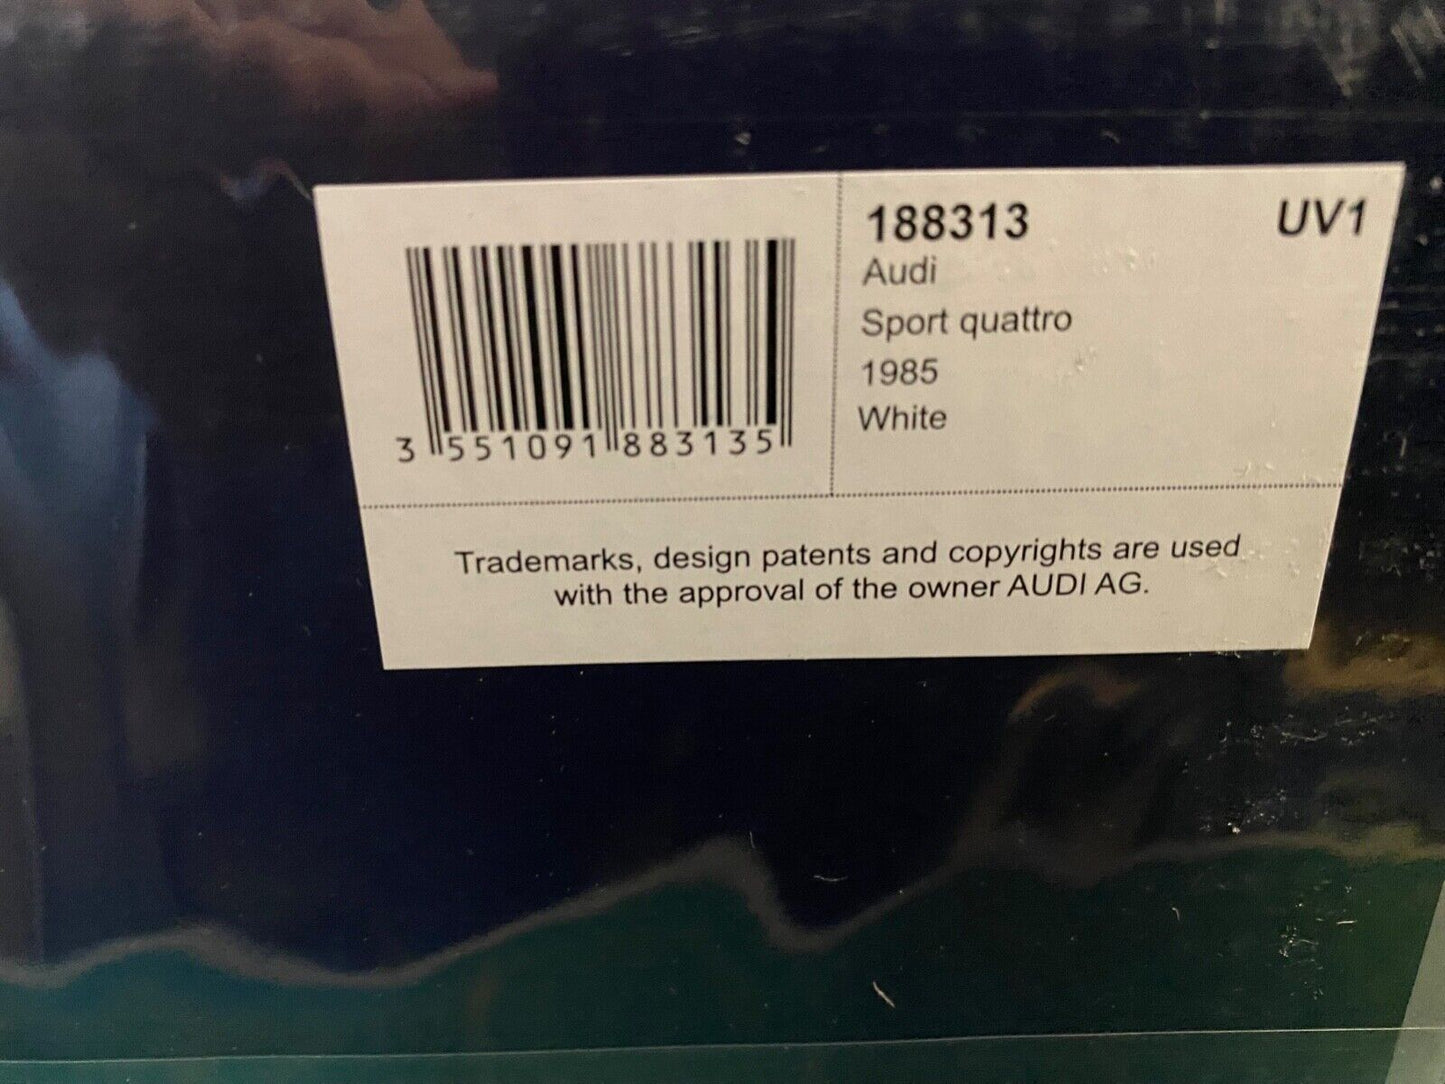 188313
UV1
Audi
Sport quattro
1985
White
3 551091 883135
Trademarks, design patents and copyrights are used
with the approval of the owner AUDI AG.